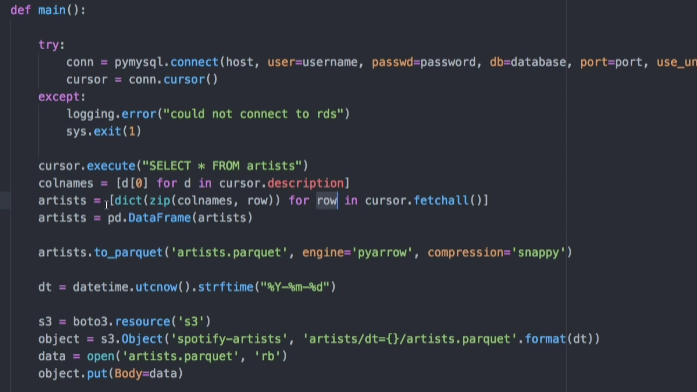 def main():
    try:
        conn = pymysql.connect(host, user=username, passwd=password, db=database, port=port, use_un
        cursor = conn.cursor()
    except:
        logging.error("could not connect to rds")
        sys.exit(1)
    cursor.execute("SELECT * FROM artists")
    colnames = [d[0] for d in cursor.description]
    artists = [dict(zip(colnames, row)) for row in cursor.fetchall()]
    artists = pd.DataFrame(artists)
    artists.to_parquet('artists.parquet', engine='pyarrow', compression='snappy')
    dt = datetime.utcnow().strftime("%Y-%m-%d")
    s3 = boto3.resource('s3')
    object = s3.Object('spotify-artists', 'artists/dt={}/artists.parquet'.format(dt))
    data = open('artists.parquet', 'rb')
    object.put(Body=data)